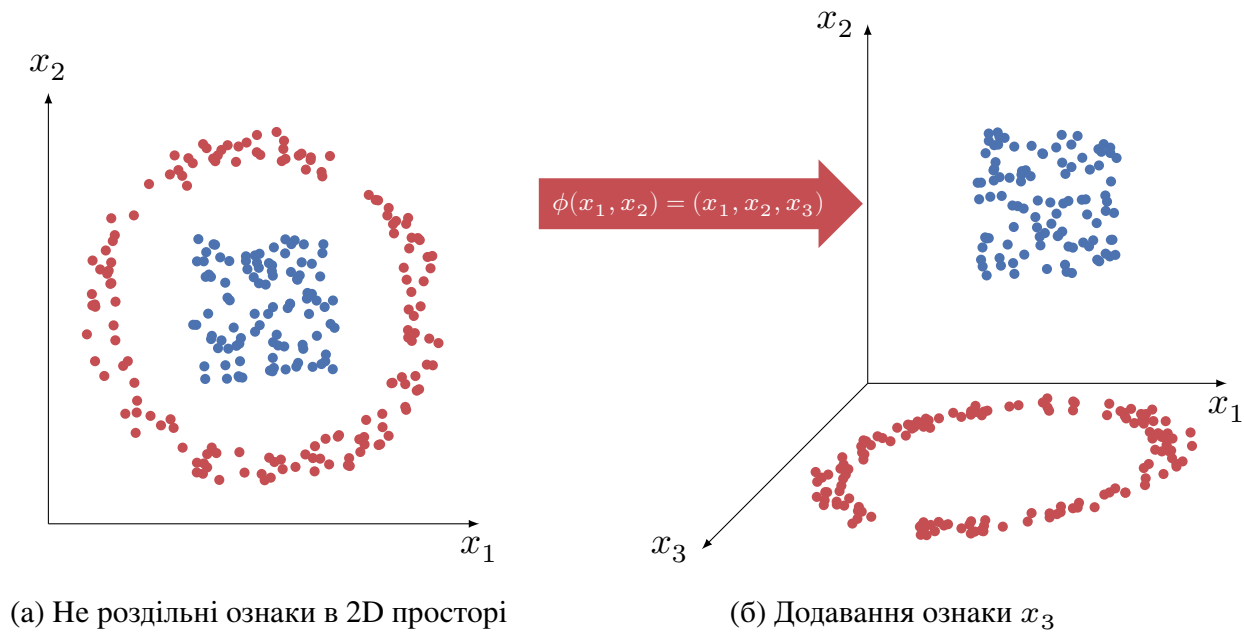 x₂
x₁
ϕ(x₁, x₂) = (x₁, x₂, x₃)
x₂
x₁
x₃
(а) Не роздільні ознаки в 2D просторі
(б) Додавання ознаки x₃